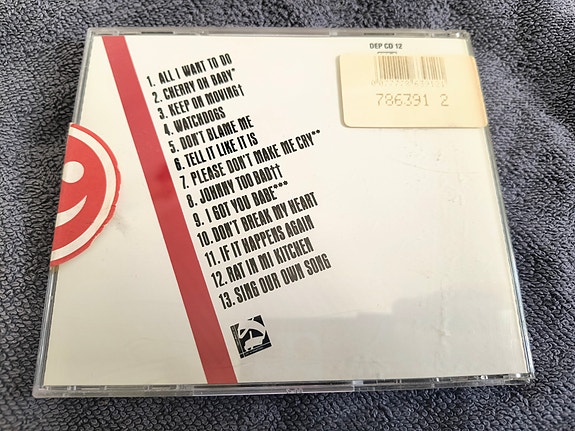 DEP CD 12
786391 2
1. ALL I WANT TO DO
2. CHERRY OH BABY*
3. KEEP ON MOVING†
4. WATCHDOGS
5. DON'T BLAME ME
6. TELL IT LIKE IT IS
7. PLEASE DON'T MAKE ME CRY**
8. JOHNNY TOO BAD††
9. I GOT YOU BABE***
10. DON'T BREAK MY HEART
11. IF IT HAPPENS AGAIN
12. RAT IN MI KITCHEN
13. SING OUR OWN SONG